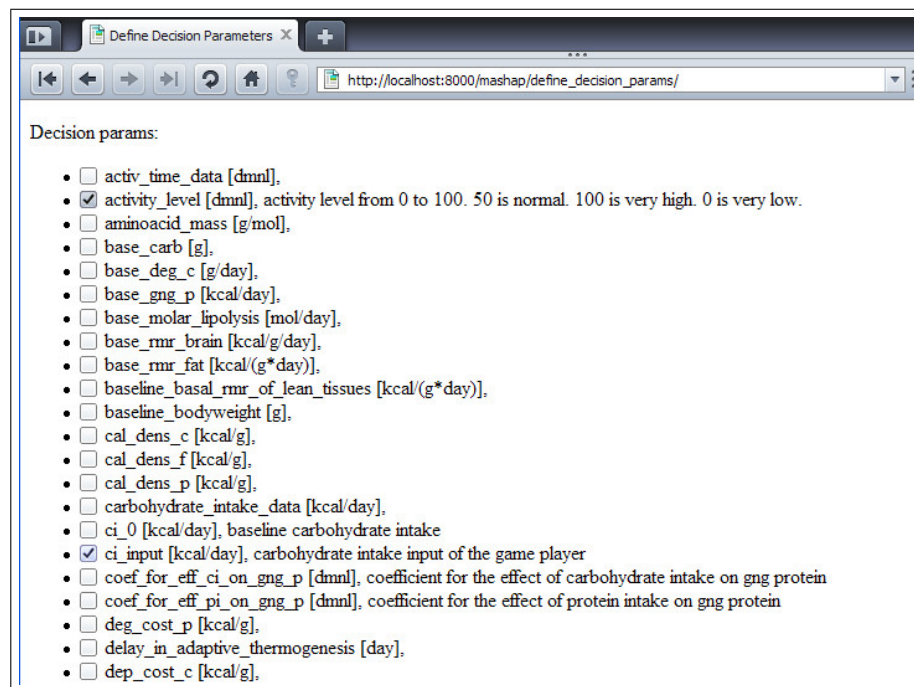 Define Decision Parameters
http://localhost:8000/mashap/define_decision_params/
Decision params:
activ_time_data [dmnl],
activity_level [dmnl], activity level from 0 to 100. 50 is normal. 100 is very high. 0 is very low.
aminoacid_mass [g/mol],
base_carb [g],
base_deg_c [g/day],
base_gng_p [kcal/day],
base_molar_lipolysis [mol/day],
base_rmr_brain [kcal/g/day],
base_rmr_fat [kcal/(g*day)],
baseline_basal_rmr_of_lean_tissues [kcal/(g*day)],
baseline_bodyweight [g],
cal_dens_c [kcal/g],
cal_dens_f [kcal/g],
cal_dens_p [kcal/g],
carbohydrate_intake_data [kcal/day],
ci_0 [kcal/day], baseline carbohydrate intake
ci_input [kcal/day], carbohydrate intake input of the game player
coef_for_eff_ci_on_gng_p [dmnl], coefficient for the effect of carbohydrate intake on gng protein
coef_for_eff_pi_on_gng_p [dmnl], coefficient for the effect of protein intake on gng protein
deg_cost_p [kcal/g],
delay_in_adaptive_thermogenesis [day],
dep_cost_c [kcal/g],